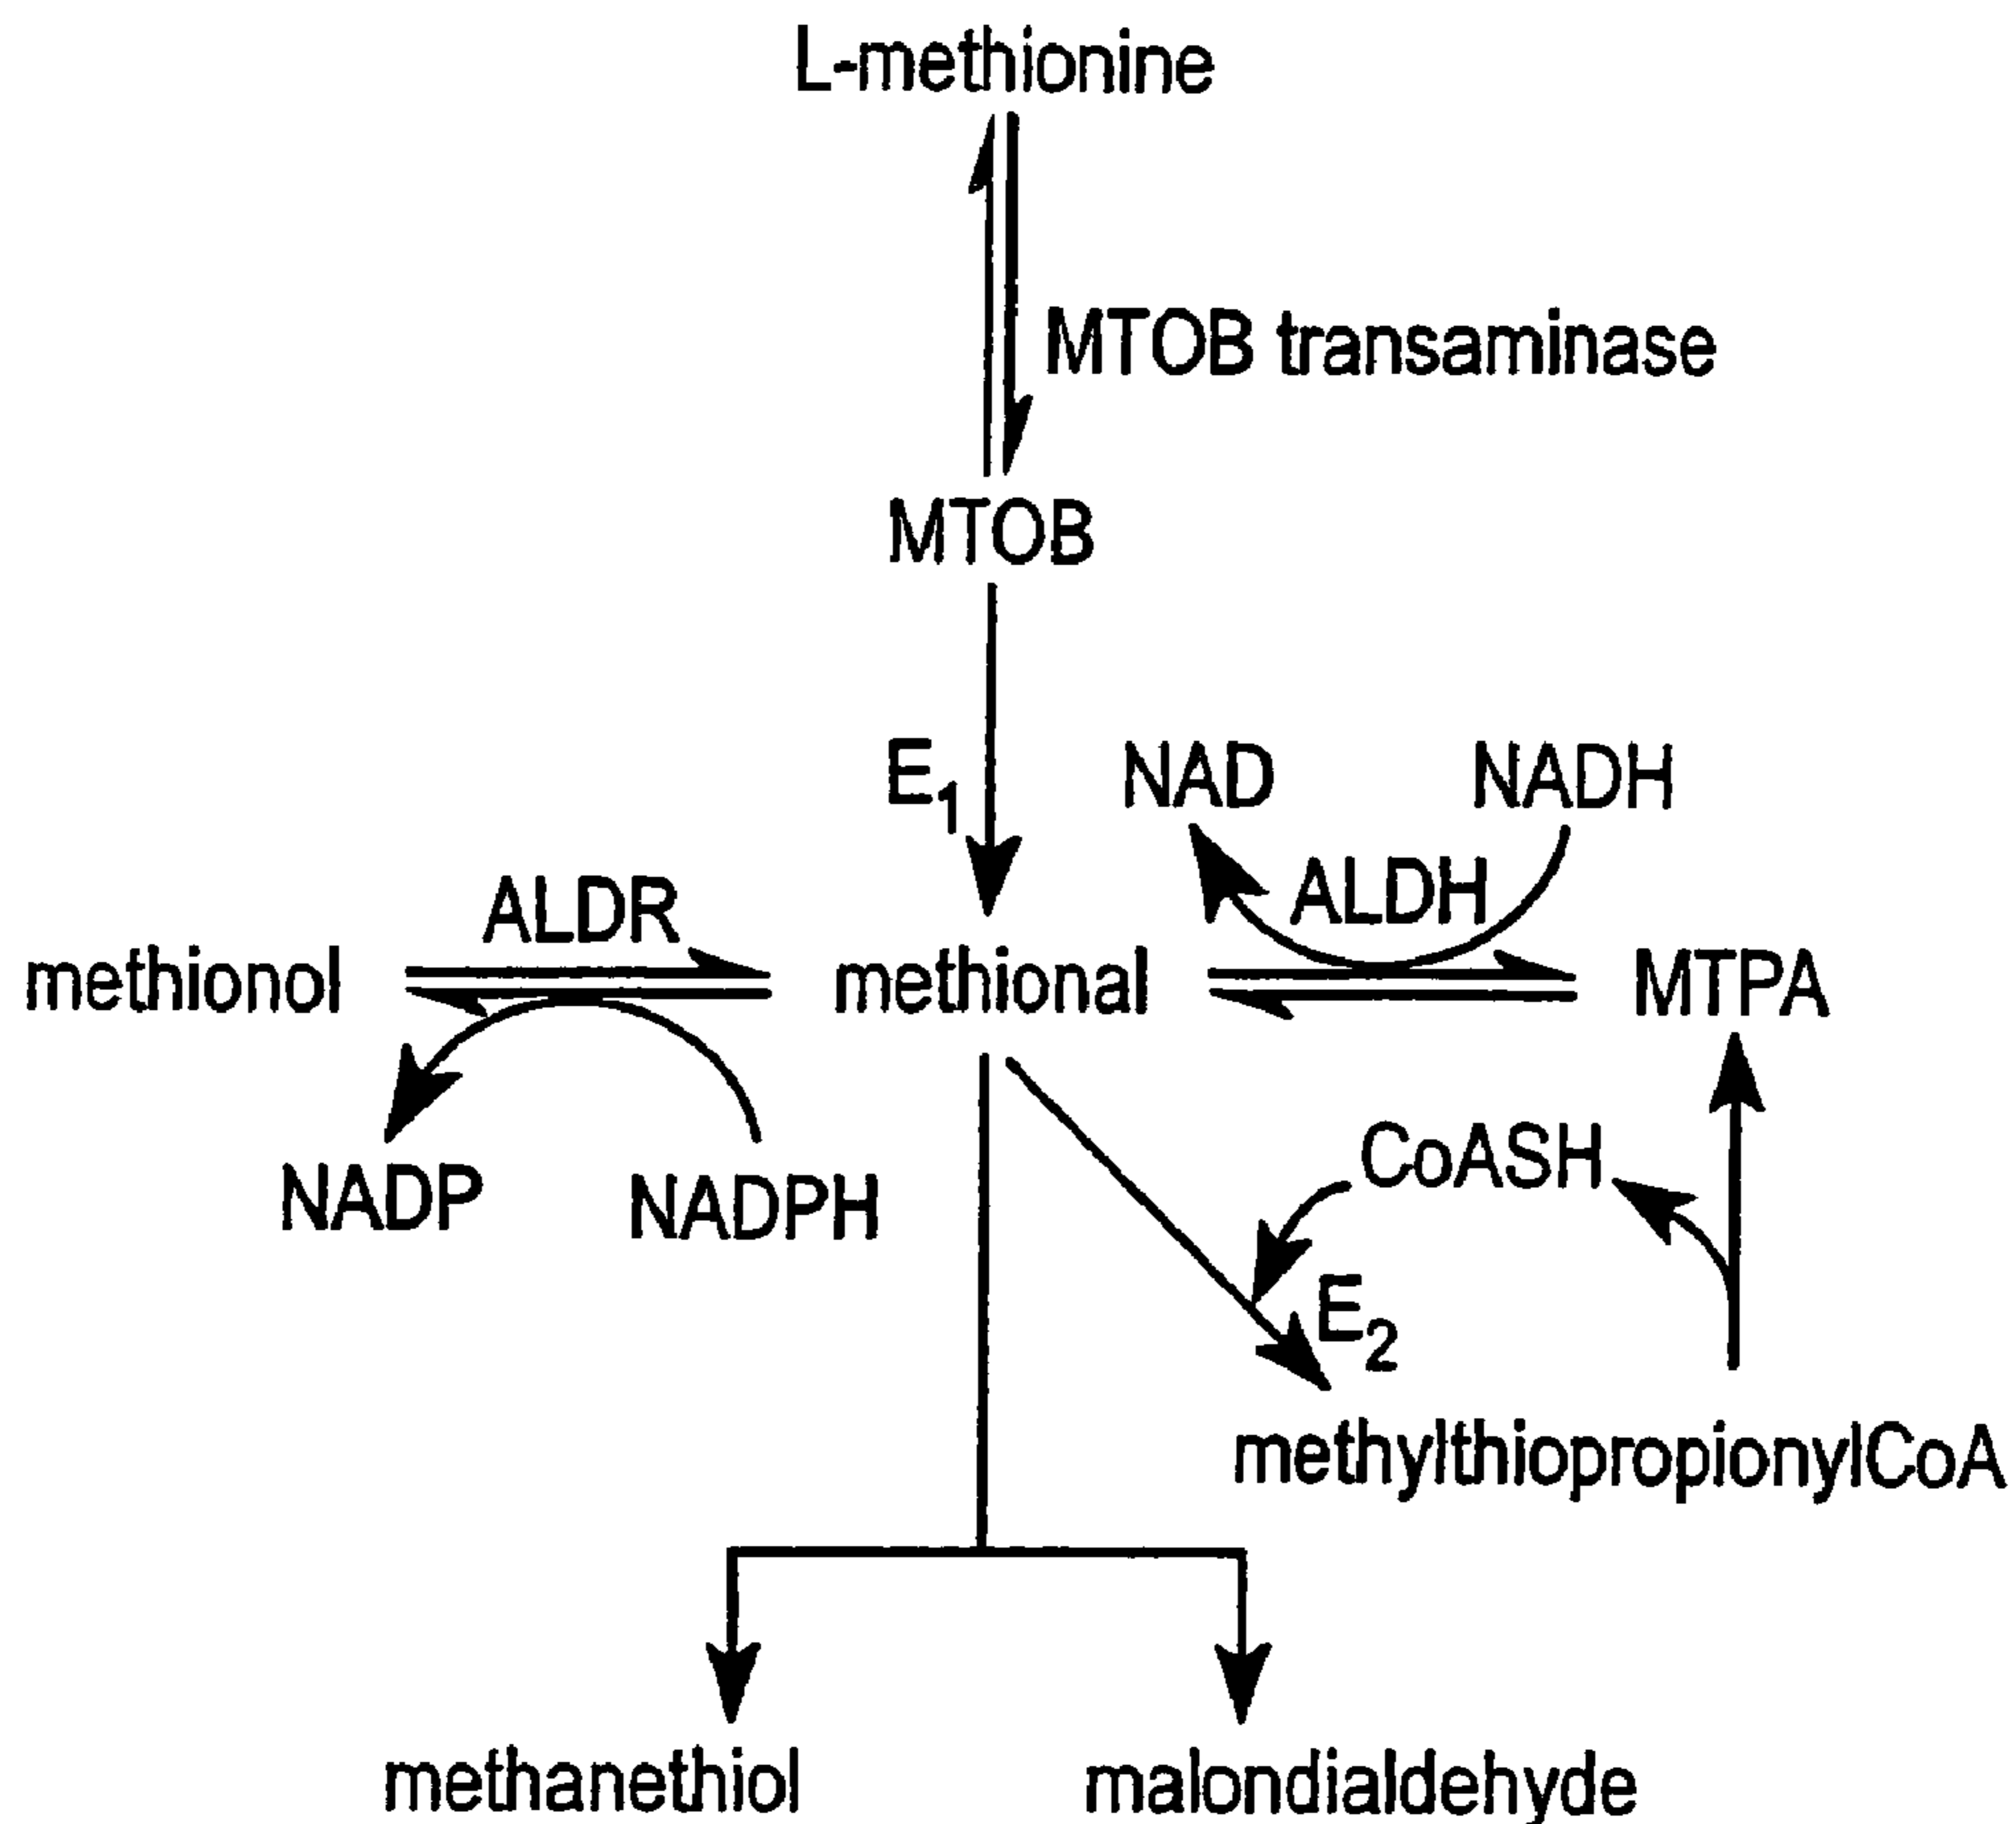 L-methionine
MTOB transaminase
MTOB
E1
NAD
NADH
ALDR
ALDH
methionol
methional
MTPA
NADP
NADPH
CoASH
E2
methylthiopropionylCoA
methanethiol
malondialdehyde